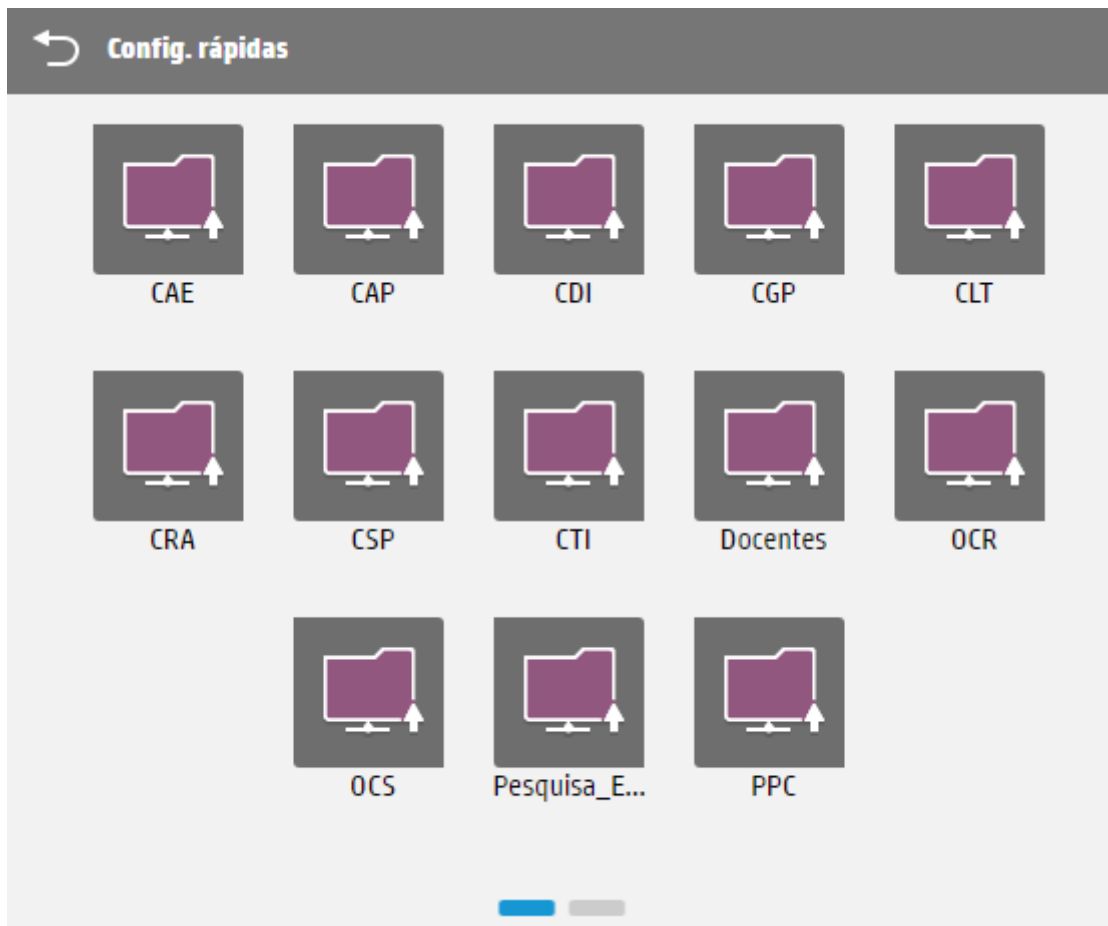 Config. rápidas
CAE CAP CDI CGP CLT
CRA CSP CTI Docentes OCR
OCS Pesquisa_E... PPC